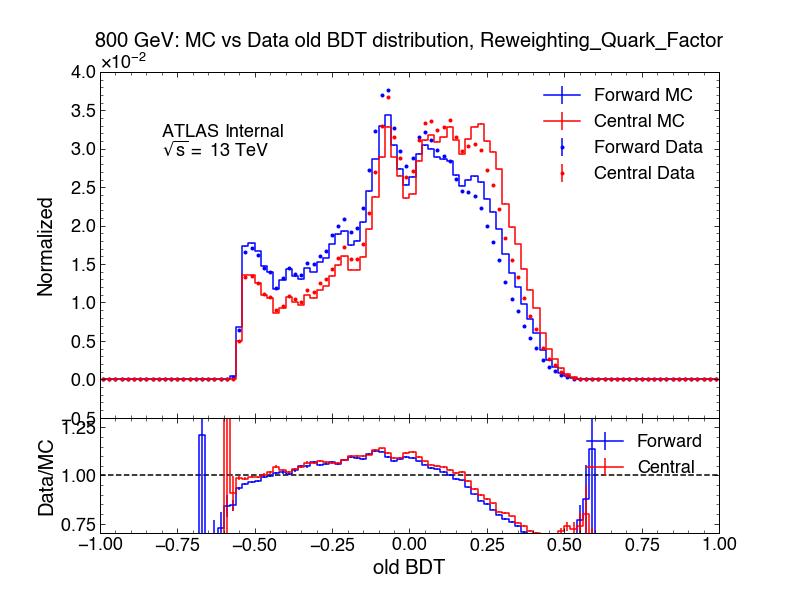 800 GeV: MC vs Data old BDT distribution, Reweighting_Quark_Factor
×10⁻²
4.0
3.5
3.0
2.5
2.0
1.5
1.0
0.5
0.0
−0.5
Normalized
ATLAS Internal
√s = 13 TeV
Forward MC
Central MC
Forward Data
Central Data
1.25
1.00
0.75
Data/MC
Forward
Central
−1.00 −0.75 −0.50 −0.25 0.00 0.25 0.50 0.75 1.00
old BDT